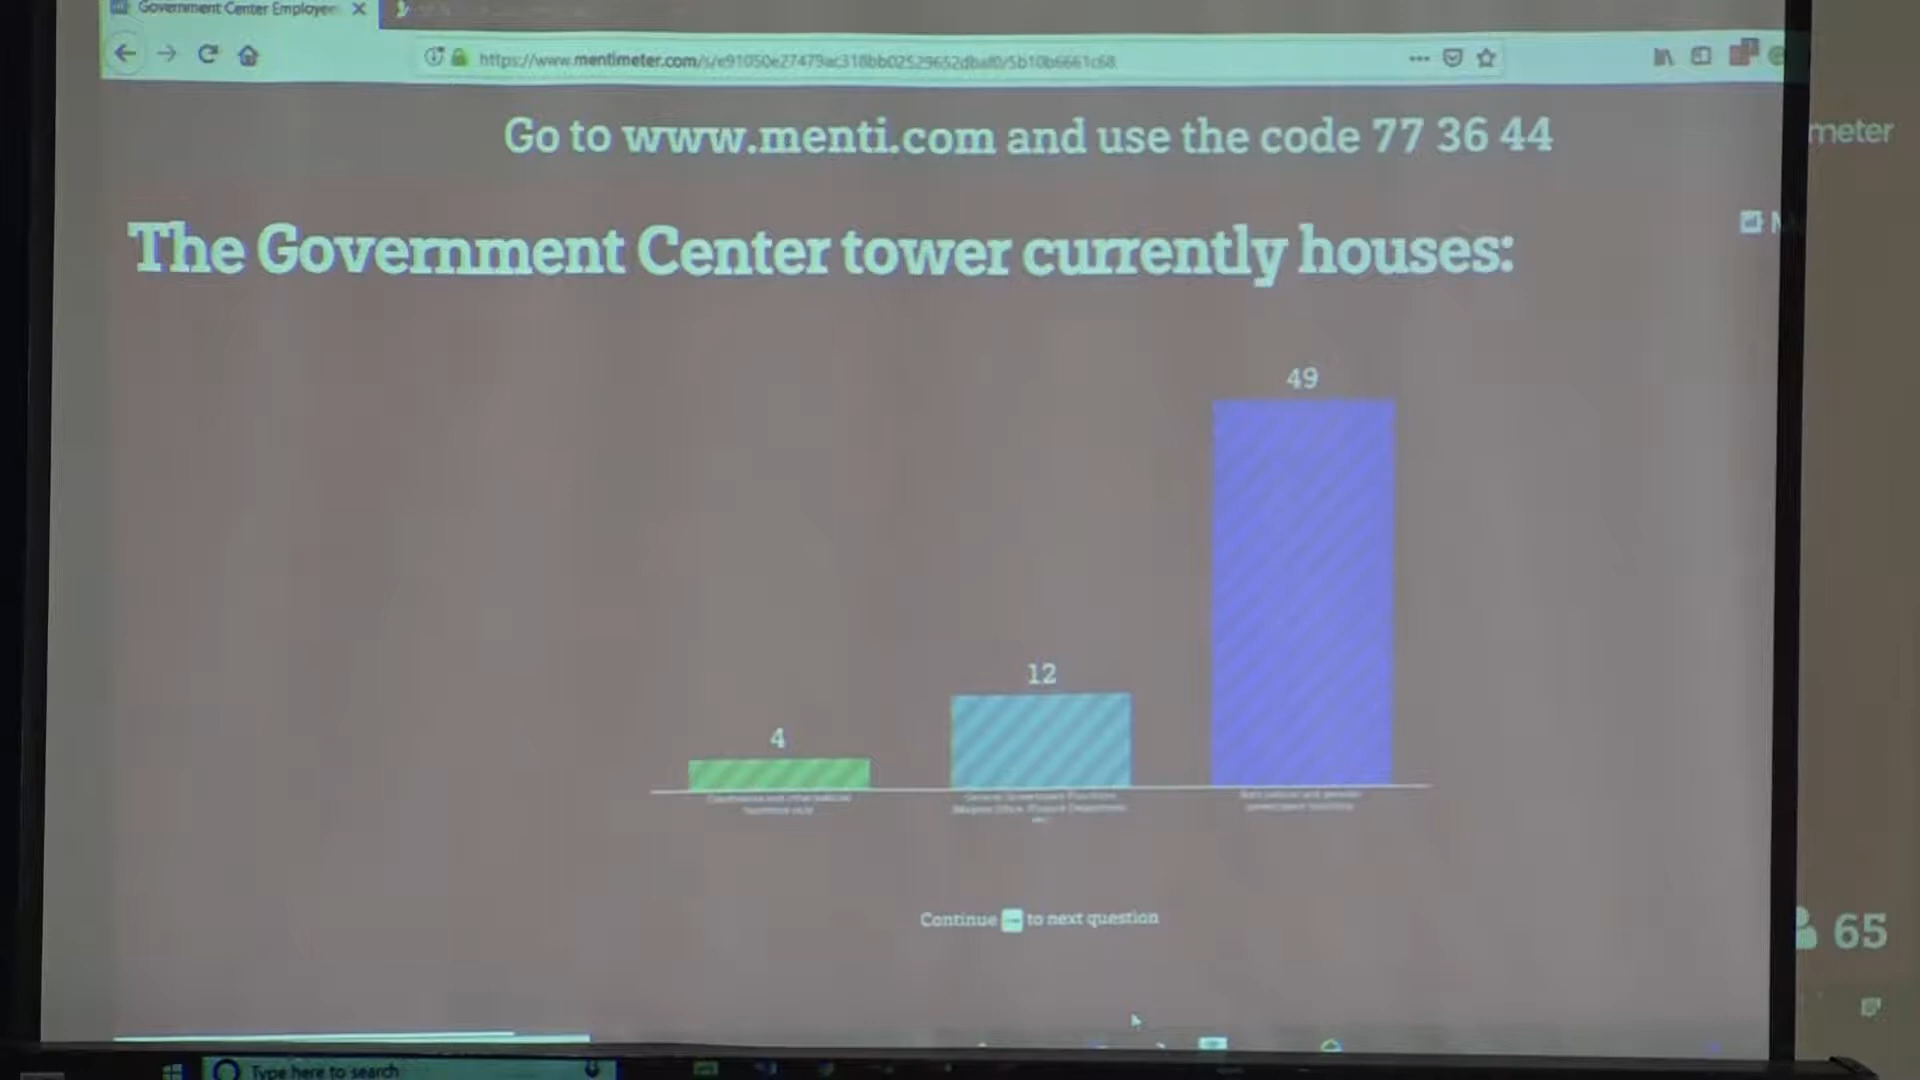 Government Center Employee
https://www.mentimeter.com/s/e91050e27479ac318bb02529652dbaf0/5b10b6661c68
Go to www.menti.com and use the code 77 36 44
meter
The Government Center tower currently houses:
49
12
4
Continue to next question
65
Type here to search